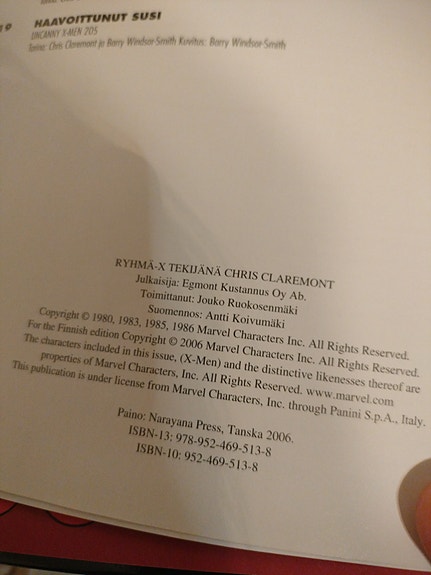 HAAVOITTUNUT SUSI
UNCANNY X-MEN 205
Tarina: Chris Claremont ja Barry Windsor-Smith Kuvitus: Barry Windsor-Smith
RYHMÄ-X TEKIJÄNÄ CHRIS CLAREMONT
Julkaisija: Egmont Kustannus Oy Ab.
Toimittanut: Jouko Ruokosenmäki
Suomennos: Antti Koivumäki
Copyright © 1980, 1983, 1985, 1986 Marvel Characters Inc. All Rights Reserved.
For the Finnish edition Copyright © 2006 Marvel Characters Inc. All Rights Reserved.
The characters included in this issue, (X-Men) and the distinctive likenesses thereof are
properties of Marvel Characters, Inc. All Rights Reserved. www.marvel.com
This publication is under license from Marvel Characters, Inc. through Panini S.p.A., Italy.
Paino: Narayana Press, Tanska 2006.
ISBN-13: 978-952-469-513-8
ISBN-10: 952-469-513-8